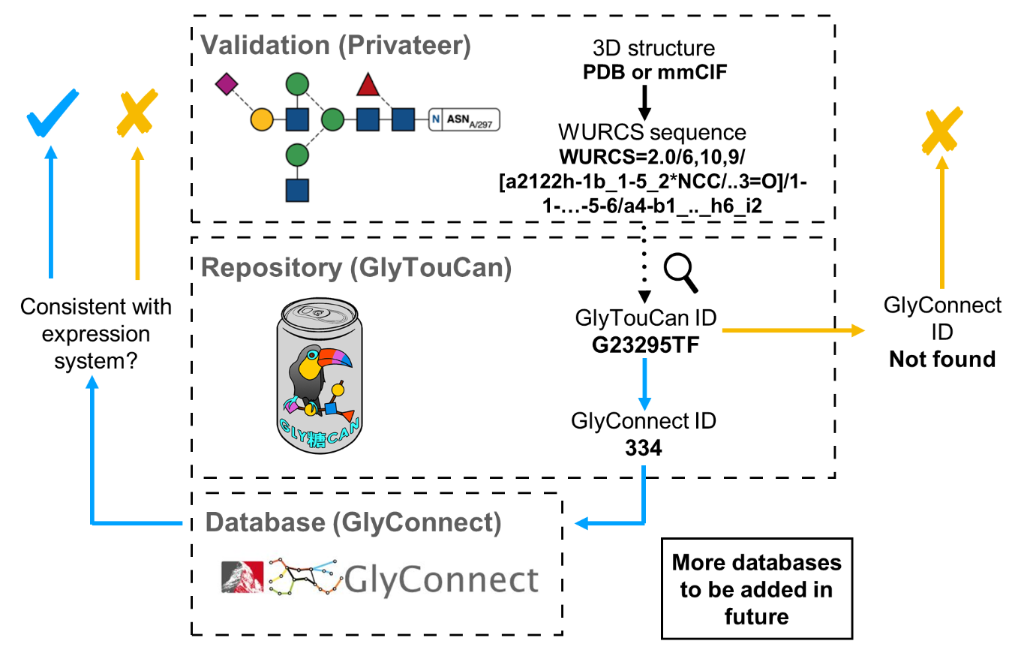 Validation (Privateer)
N ASN A/297
3D structure
PDB or mmCIF
WURCS sequence
WURCS=2.0/6,10,9/
[a2122h-1b_1-5_2*NCC/..3=O]/1-
1-…-5-6/a4-b1_.._h6_i2
Repository (GlyTouCan)
GLY糖CAN
GlyTouCan ID
G23295TF
GlyConnect ID
334
GlyConnect
ID
Not found
Consistent with
expression
system?
Database (GlyConnect)
GlyConnect
More databases
to be added in
future